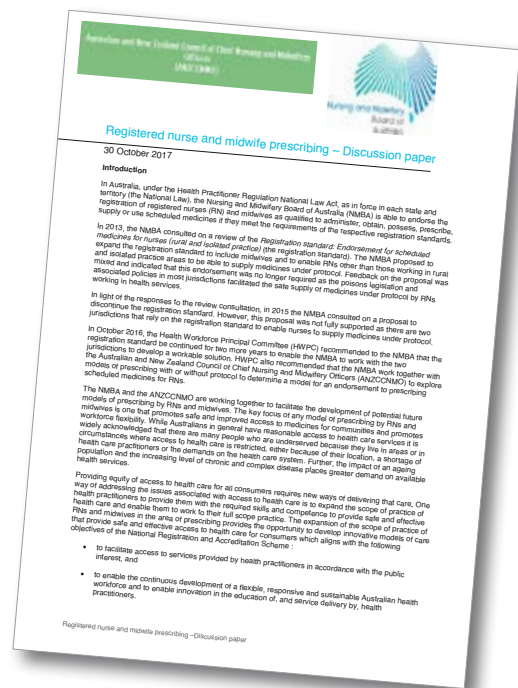 Australian and New Zealand Council of Chief Nursing and Midwifery
Officers
(ANZCCNMO)
Nursing and Midwifery
Board of
Australia
Registered nurse and midwife prescribing – Discussion paper
30 October 2017
Introduction
In Australia, under the Health Practitioner Regulation National Law Act, as in force in each state and
territory (the National Law), the Nursing and Midwifery Board of Australia (NMBA) is able to endorse the
registration of registered nurses (RN) and midwives as qualified to administer, obtain, possess, prescribe,
supply or use scheduled medicines if they meet the requirements of the respective registration standards.
In 2013, the NMBA consulted on a review of the Registration standard: Endorsement for scheduled
medicines for nurses (rural and isolated practice) (the registration standard). The NMBA proposed to
expand the registration standard to include midwives and to enable RNs other than those working in rural
and isolated practice areas to be able to supply medicines under protocol. Feedback on the proposal was
mixed and indicated that this endorsement was no longer required as the poisons legislation and
associated policies in most jurisdictions facilitated the safe supply of medicines under protocol by RNs
working in health services.
In light of the responses to the review consultation, in 2015 the NMBA consulted on a proposal to
discontinue the registration standard. However, this proposal was not fully supported as there are two
jurisdictions that rely on the registration standard to enable nurses to supply medicines under protocol.
In October 2016, the Health Workforce Principal Committee (HWPC) recommended to the NMBA that the
registration standard be continued for two more years to enable the NMBA to work with the two
jurisdictions to develop a workable solution. HWPC also recommended that the NMBA work together with
the Australian and New Zealand Council of Chief Nursing and Midwifery Officers (ANZCCNMO) to explore
models of prescribing with or without protocol to determine a model for an endorsement to prescribing
scheduled medicines for RNs.
The NMBA and the ANZCCNMO are working together to facilitate the development of potential future
models of prescribing by RNs and midwives. The key focus of any model of prescribing by RNs and
midwives is one that promotes safe and improved access to medicines for communities and promotes
workforce flexibility. While Australians in general have reasonable access to health care services it is
widely acknowledged that there are many people who are underserved because they live in areas or in
circumstances where access to health care is restricted, either because of their location, a shortage of
health care practitioners or the demands on the health care system. Further, the impact of an ageing
population and the increasing level of chronic and complex disease places greater demand on available
health services.
Providing equity of access to health care for all consumers requires new ways of delivering that care. One
way of addressing the issues associated with access to health care is to expand the scope of practice of
health practitioners to provide them with the required skills and competence to provide safe and effective
health care and enable them to work to their full scope practice. The expansion of the scope of practice of
RNs and midwives in the area of prescribing provides the opportunity to develop innovative models of care
that provide safe and effective access to health care for consumers which aligns with the following
objectives of the National Registration and Accreditation Scheme :
• to facilitate access to services provided by health practitioners in accordance with the public
interest, and
• to enable the continuous development of a flexible, responsive and sustainable Australian health
workforce and to enable innovation in the education of, and service delivery by, health
practitioners.
Registered nurse and midwife prescribing –Discussion paper